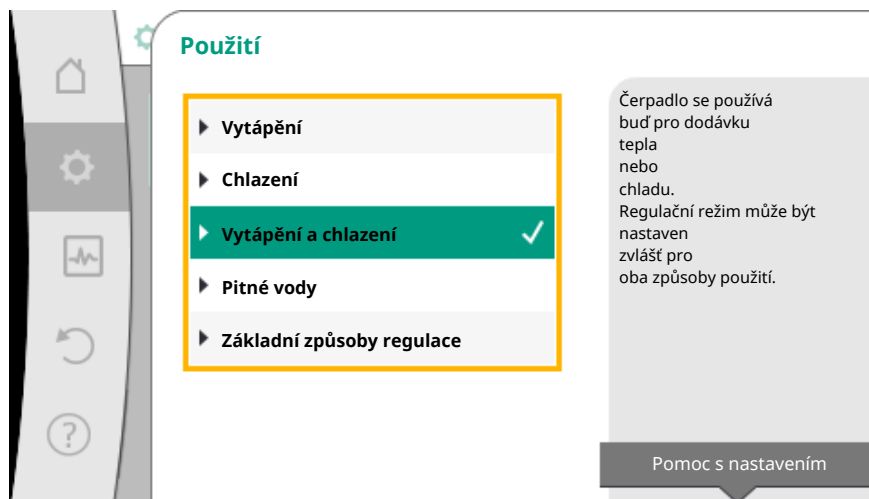 Použití
Vytápění
Chlazení
Vytápění a chlazení
Pitné vody
Základní způsoby regulace
Čerpadlo se používá
buď pro dodávku
tepla
nebo
chladu.
Regulační režim může být
nastaven
zvlášť pro
oba způsoby použití.
Pomoc s nastavením